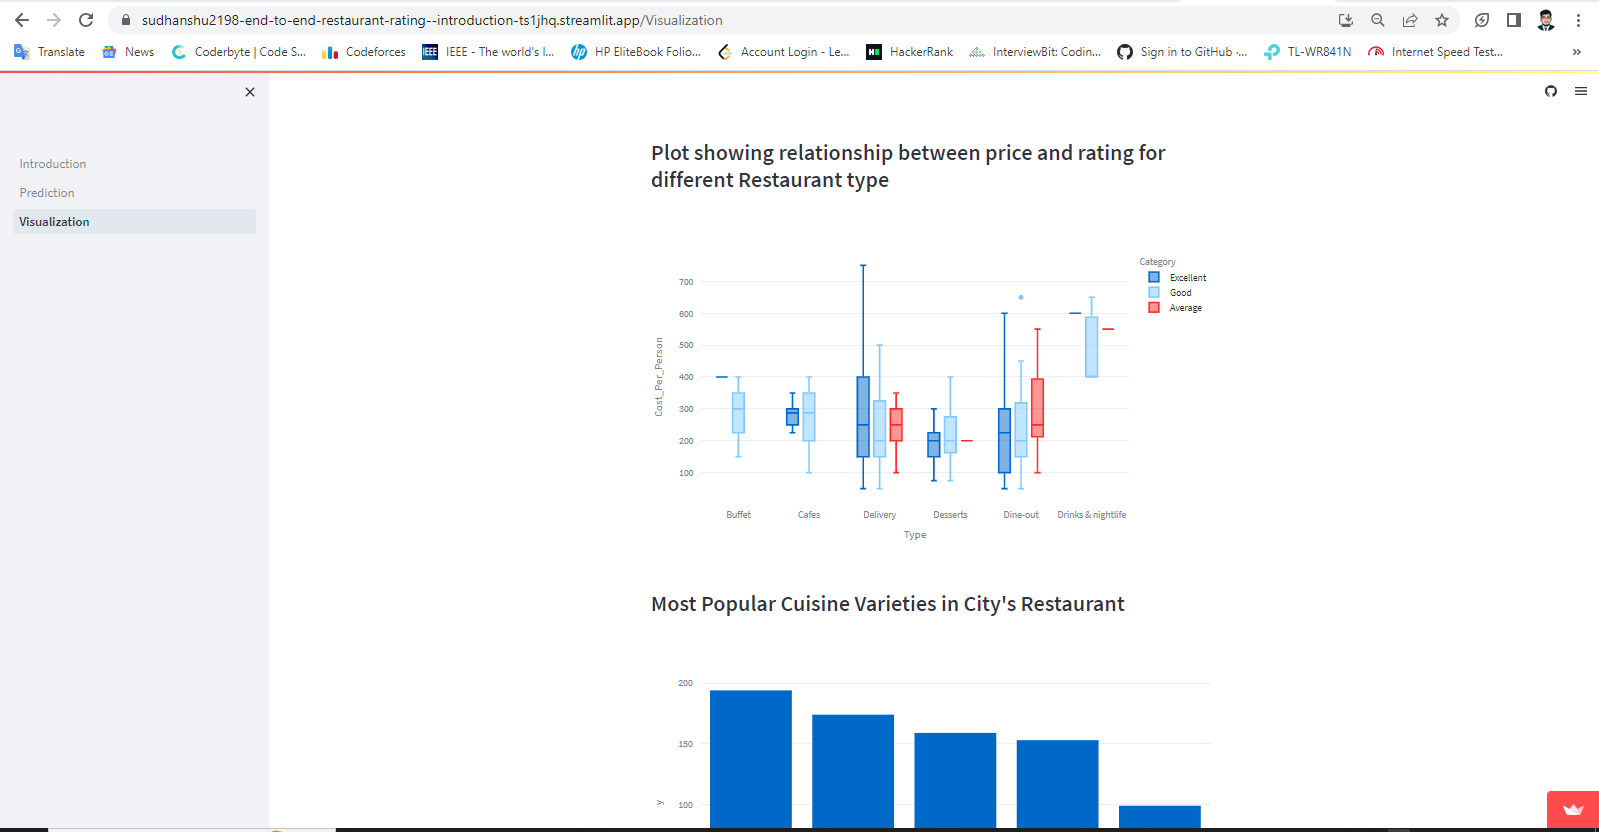 sudhanshu2198-end-to-end-restaurant-rating--introduction-ts1jhq.streamlit.app/Visualization
Translate News Coderbyte | Code S... Codeforces IEEE - The world's l... HP EliteBook Folio... Account Login - Le... HackerRank InterviewBit: Codin... Sign in to GitHub ·... TL-WR841N Internet Speed Test... »
Introduction
Prediction
Visualization
Plot showing relationship between price and rating for
different Restaurant type
Category
Excellent
Good
Average
700
600
500
400
300
200
100
Cost_Per_Person
Buffet Cafes Delivery Desserts Dine-out Drinks & nightlife
Type
Most Popular Cuisine Varieties in City's Restaurant
200
150
100
y